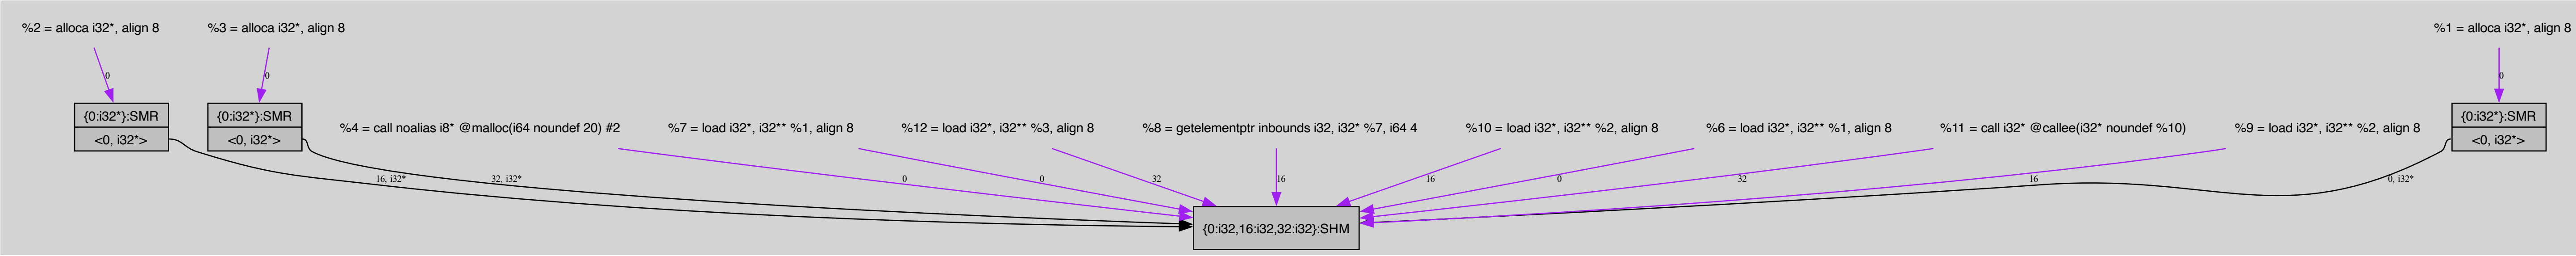 %2 = alloca i32*, align 8
%3 = alloca i32*, align 8
%1 = alloca i32*, align 8
0
0
0
{0:i32*}:SMR
<0, i32*>
{0:i32*}:SMR
<0, i32*>
%4 = call noalias i8* @malloc(i64 noundef 20) #2
%7 = load i32*, i32** %1, align 8
%12 = load i32*, i32** %3, align 8
%8 = getelementptr inbounds i32, i32* %7, i64 4
%10 = load i32*, i32** %2, align 8
%6 = load i32*, i32** %1, align 8
%11 = call i32* @callee(i32* noundef %10)
%9 = load i32*, i32** %2, align 8
{0:i32*}:SMR
<0, i32*>
16, i32*
32, i32*
0
0
32
16
16
0
32
16
0, i32*
{0:i32,16:i32,32:i32}:SHM